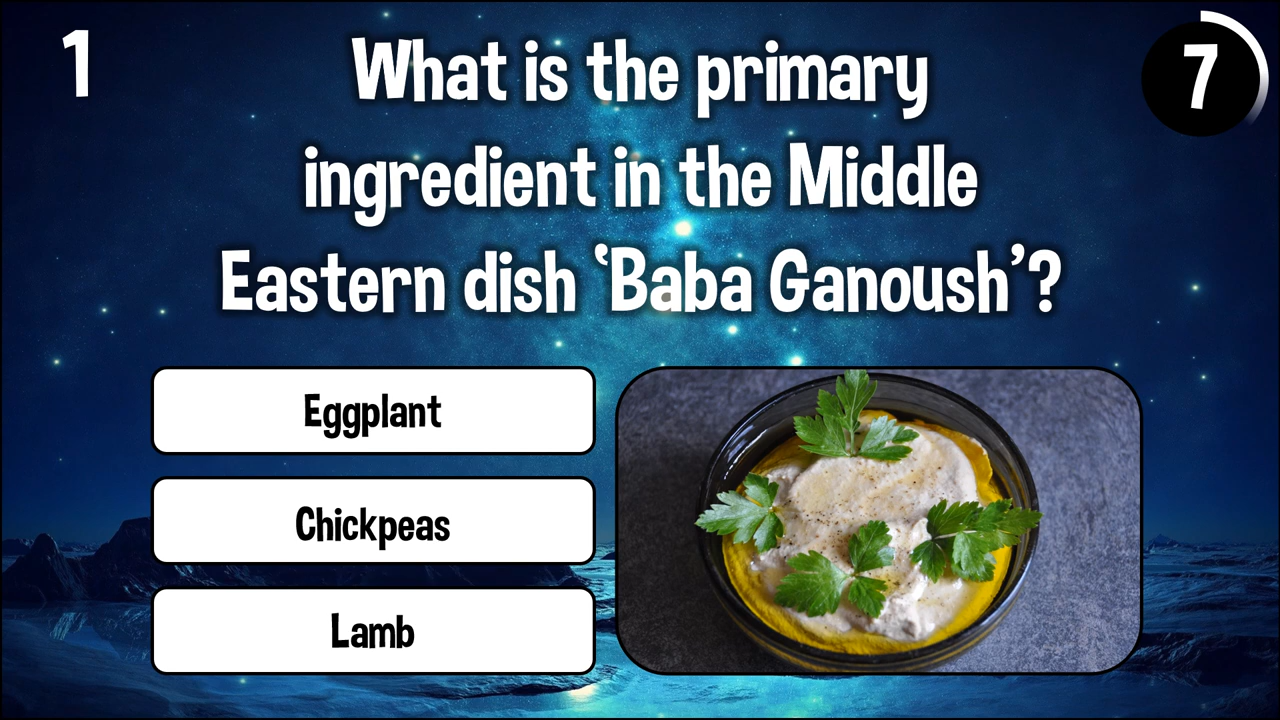 1
What is the primary
7
ingredient in the Middle
Eastern dish ‘Baba Ganoush’?
Eggplant
Chickpeas
Lamb